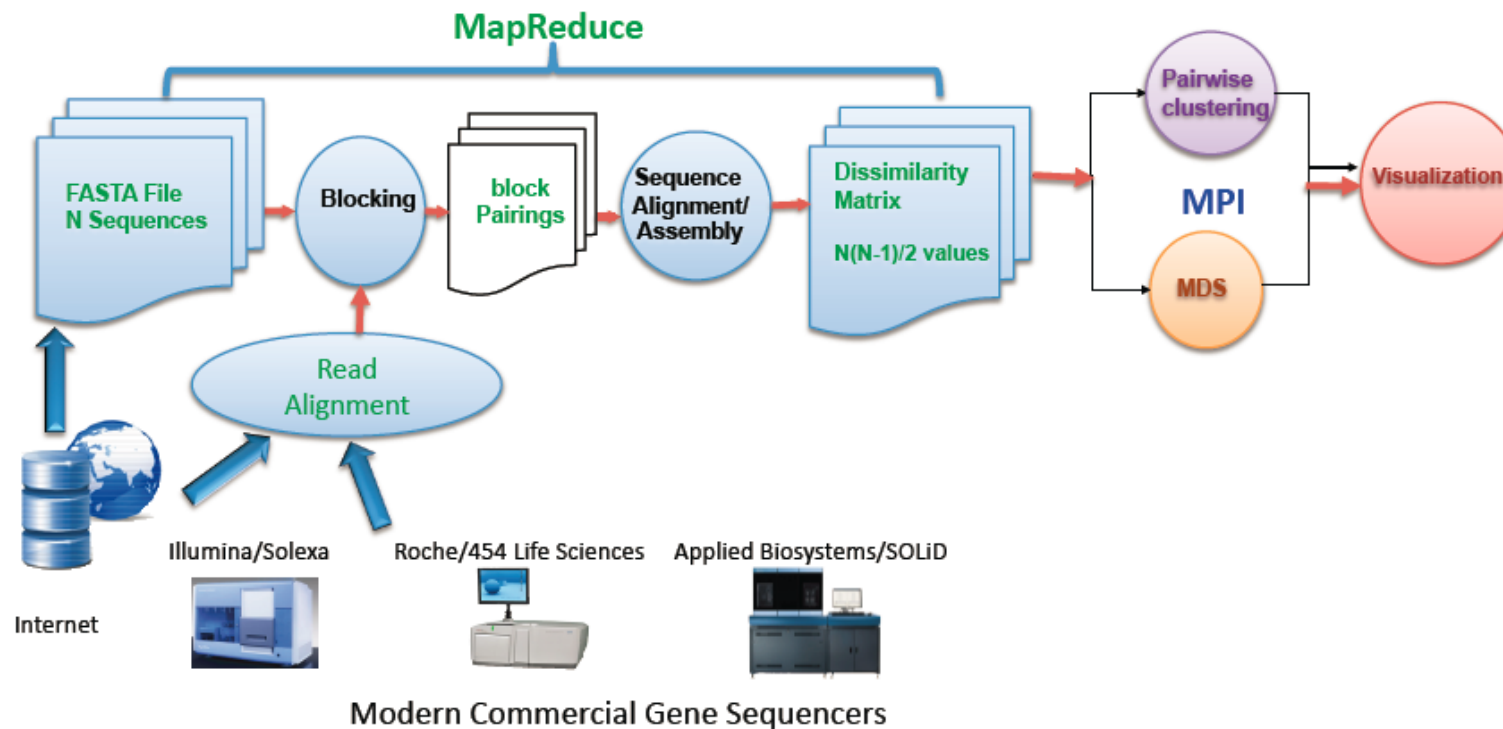 MapReduce
FASTA File
N Sequences
Blocking
block
Pairings
Sequence
Alignment/
Assembly
Dissimilarity
Matrix
N(N-1)/2 values
Pairwise
clustering
MPI
MDS
Visualization
Read
Alignment
Internet
Illumina/Solexa
Roche/454 Life Sciences
Applied Biosystems/SOLiD
Modern Commercial Gene Sequencers